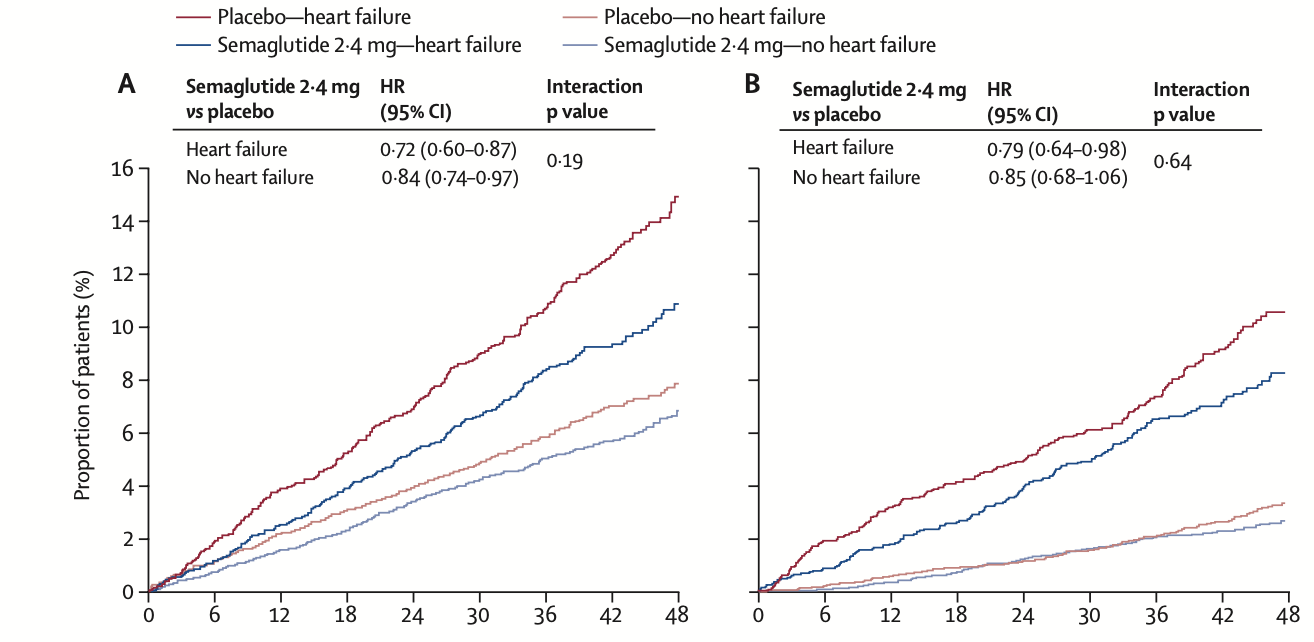 Placebo—heart failure Placebo—no heart failure
Semaglutide 2·4 mg—heart failure Semaglutide 2·4 mg—no heart failure
A
Semaglutide 2·4 mg HR Interaction
vs placebo (95% CI) p value
Heart failure 0·72 (0·60–0·87)
0·19
No heart failure 0·84 (0·74–0·97)
16
14
12
10
8
6
4
2
0
Proportion of patients (%)
0 6 12 18 24 30 36 42 48
B
Semaglutide 2·4 mg HR Interaction
vs placebo (95% CI) p value
Heart failure 0·79 (0·64–0·98)
0·64
No heart failure 0·85 (0·68–1·06)
0 6 12 18 24 30 36 42 48